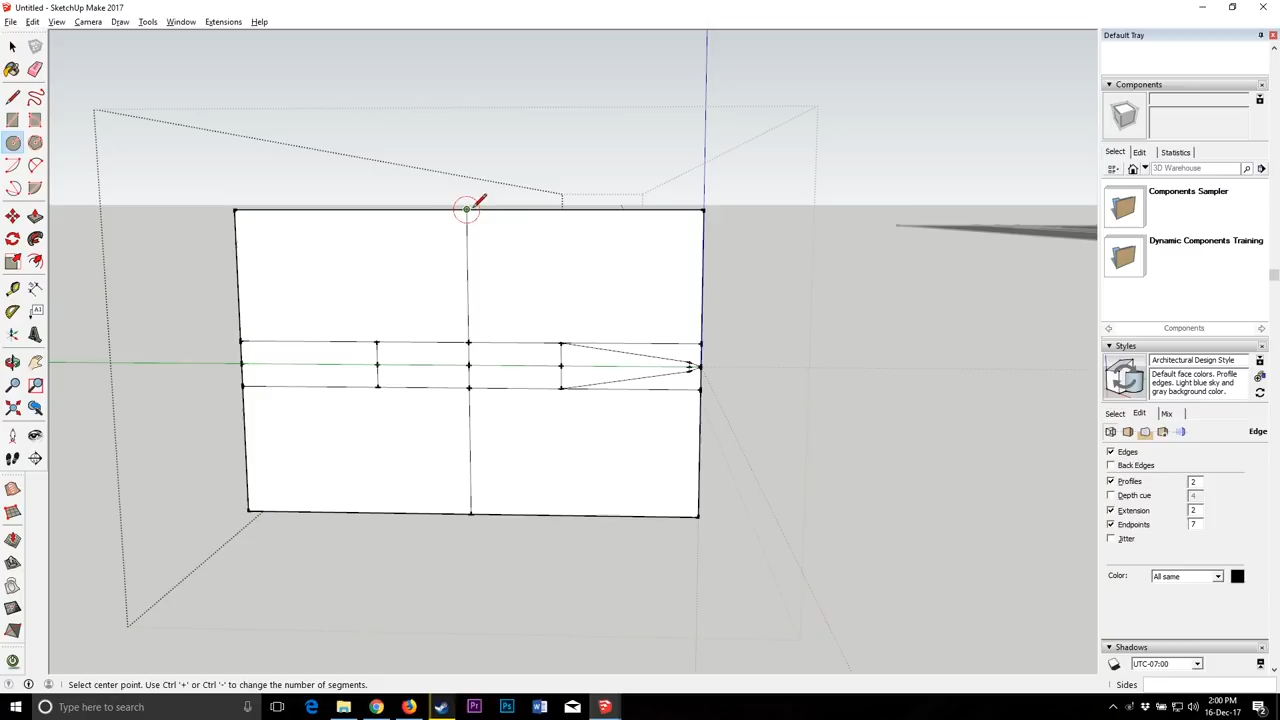 Untitled - SketchUp Make 2017
File Edit View Camera Draw Tools Window Extensions Help
Default Tray
Components
Select Edit Statistics
3D Warehouse
Components Sampler
Dynamic Components Training
Components
Styles
Architectural Design Style
Default face colors. Profile
edges. Light blue sky and
gray background color.
Select Edit Mix
Edge
Edges
Back Edges
Profiles 2
Depth cue 4
Extension 2
Endpoints 7
Jitter
Color: All same
Shadows
UTC-07:00
Select center point. Use Ctrl '+' or Ctrl '-' to change the number of segments.
Sides
Type here to search
2:00 PM
16-Dec-17